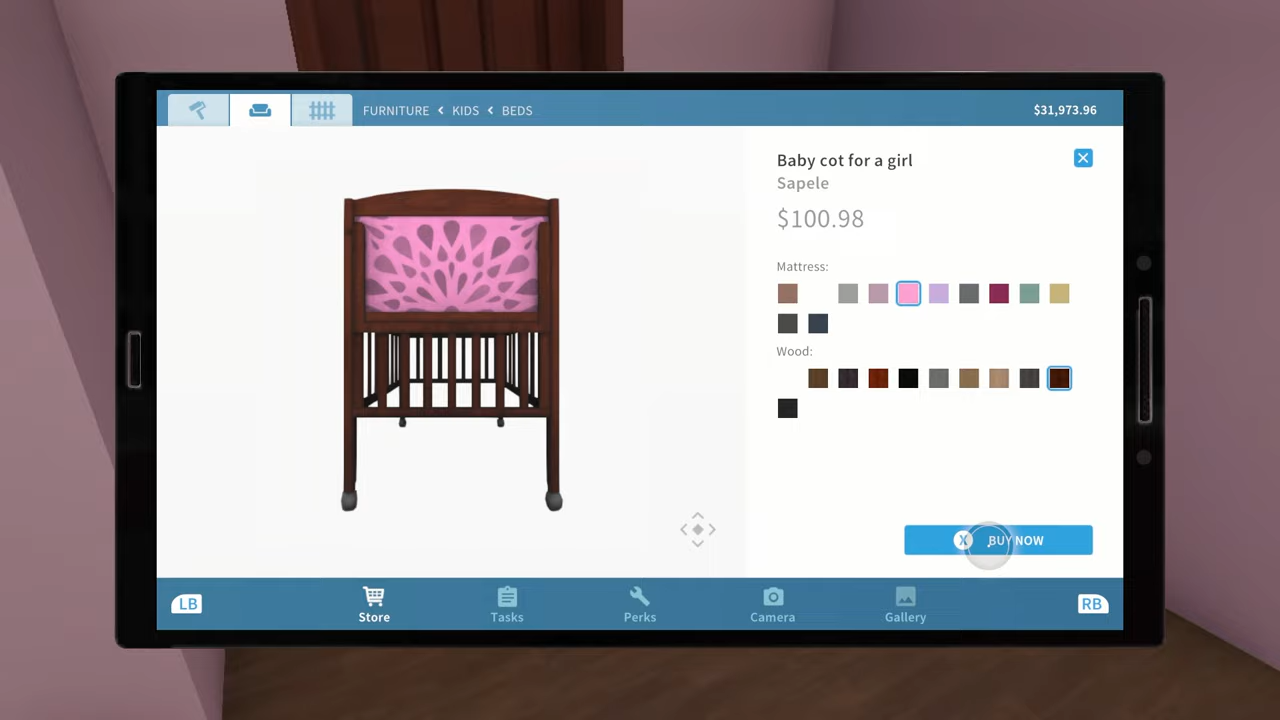 FURNITURE < KIDS < BEDS
$31,973.96
Baby cot for a girl
Sapele
$100.98
Mattress:
Wood:
X BUY NOW
LB
Store
Tasks
Perks
Camera
Gallery
RB